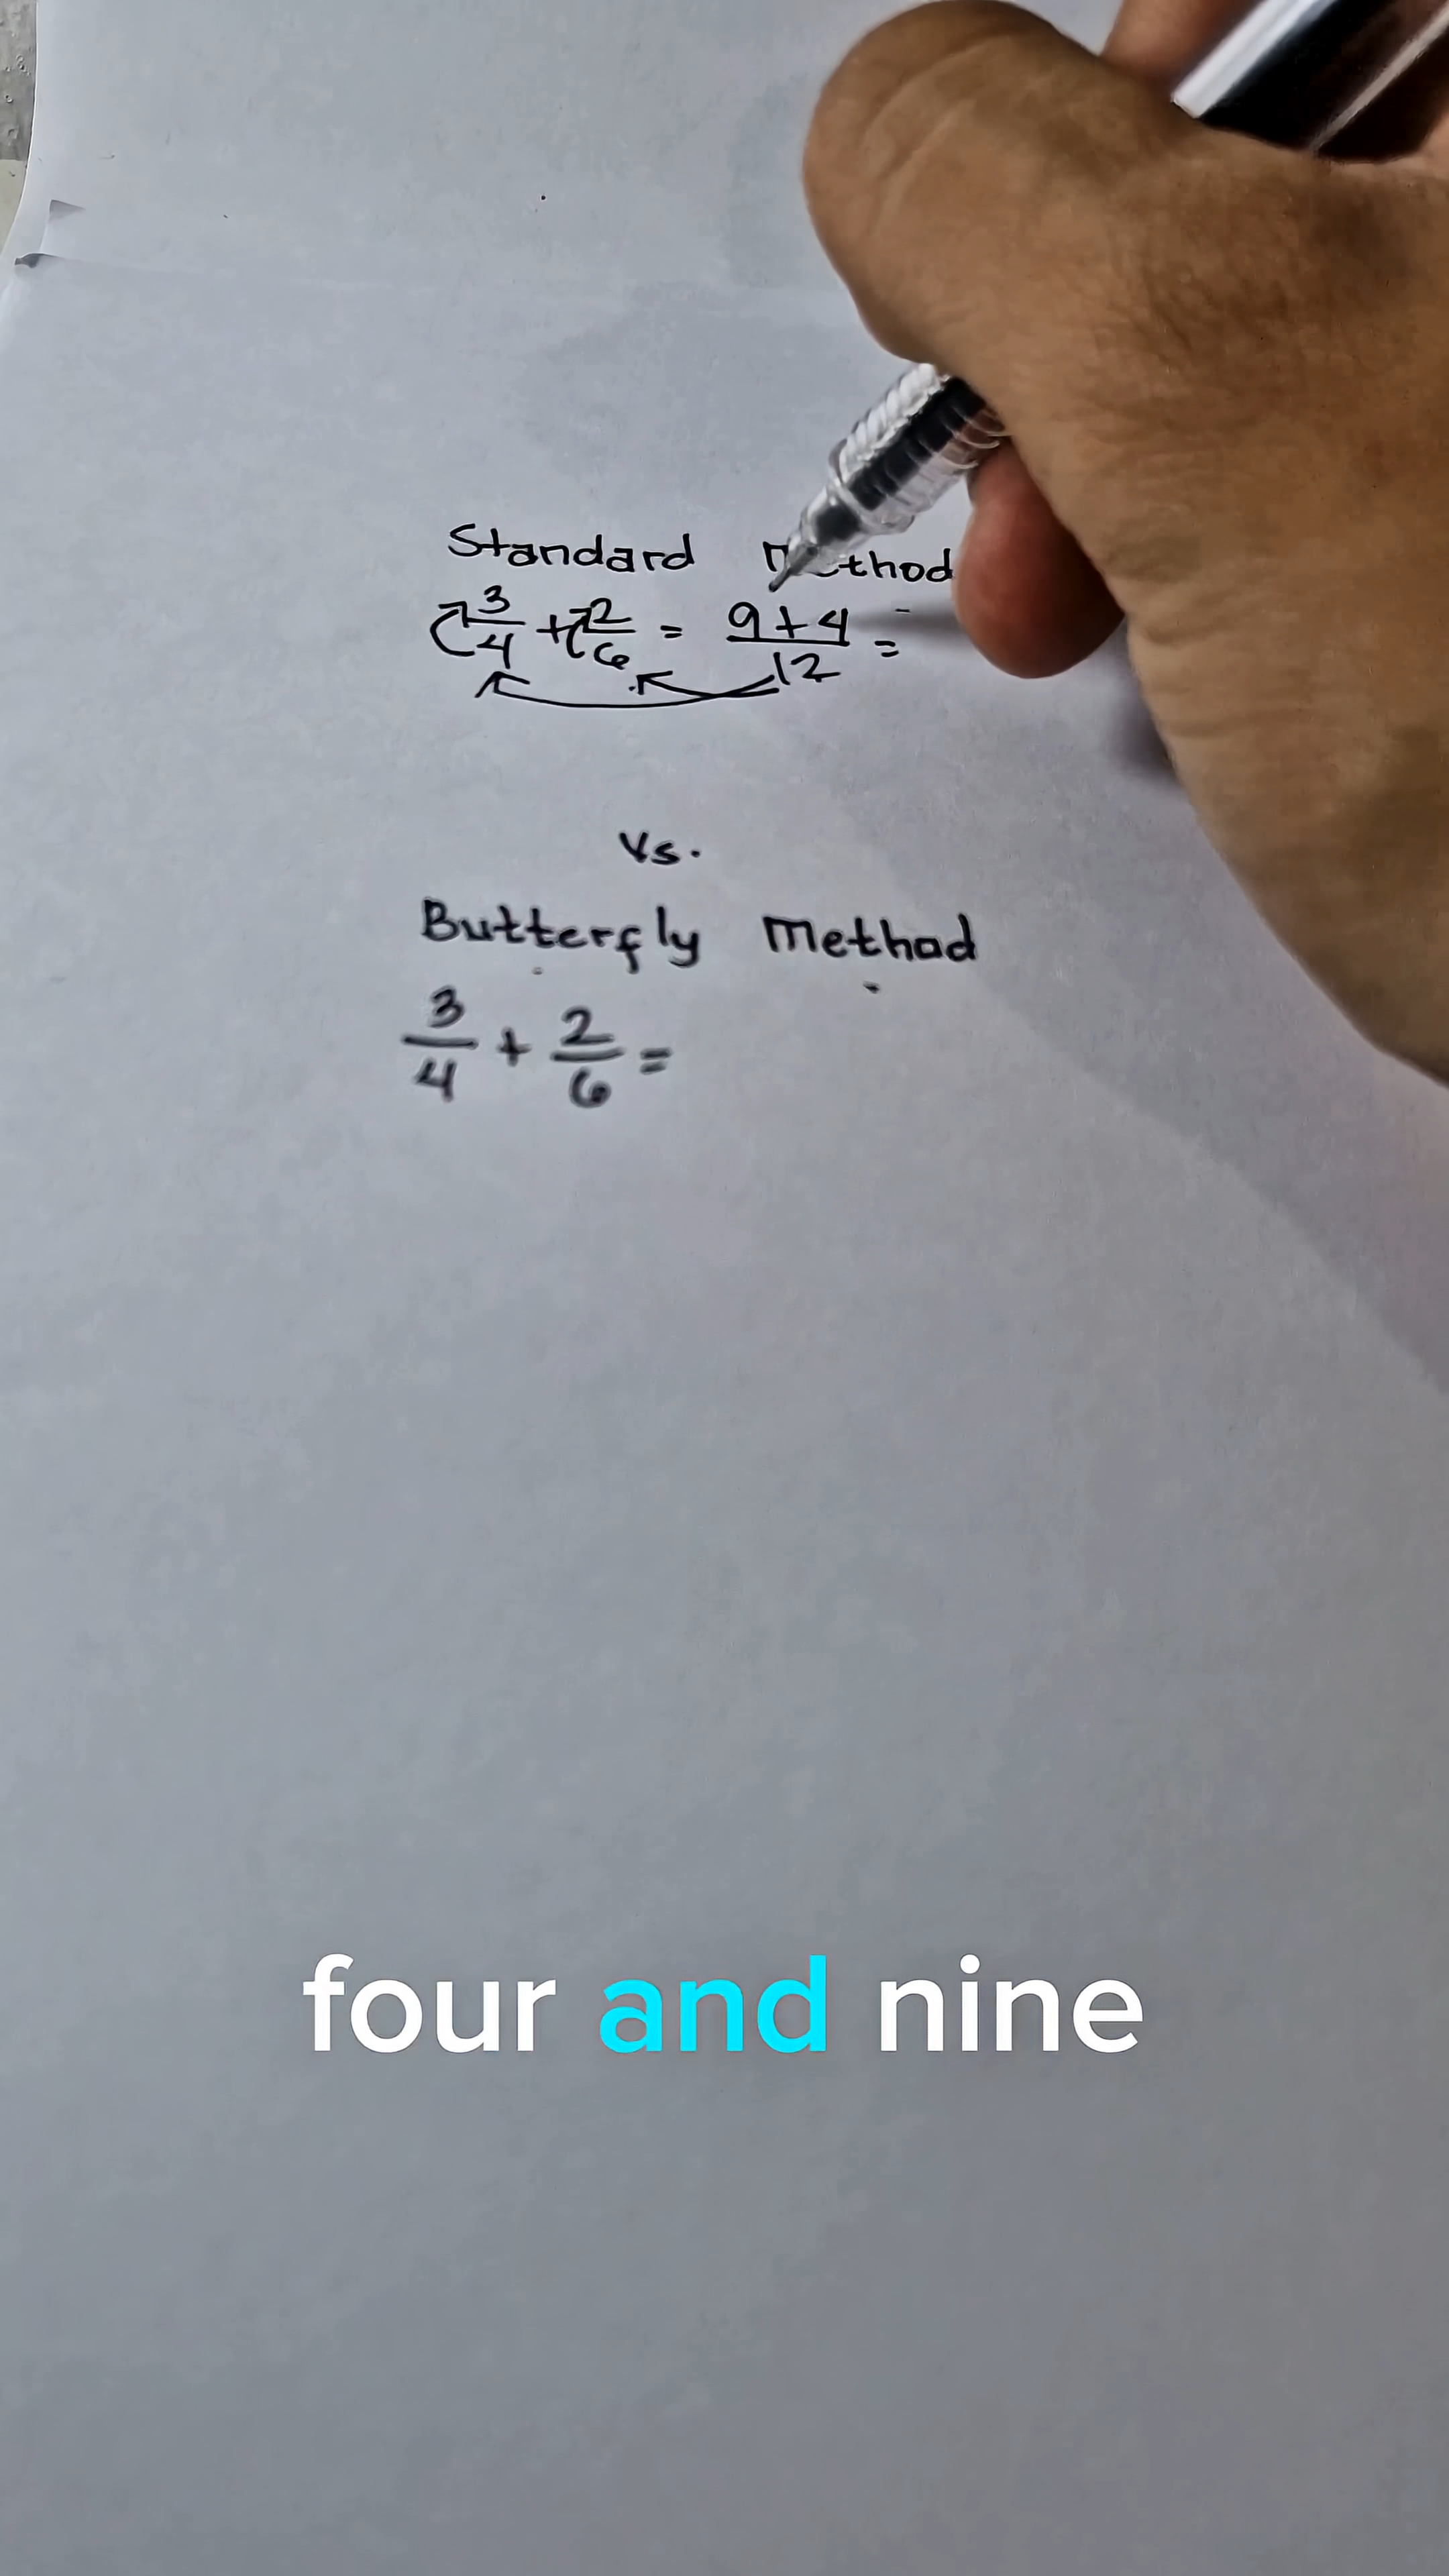 Standard Method
3/4 + 2/6 = 9+4/12 =
Vs.
Butterfly Method
3/4 + 2/6 =
four and nine